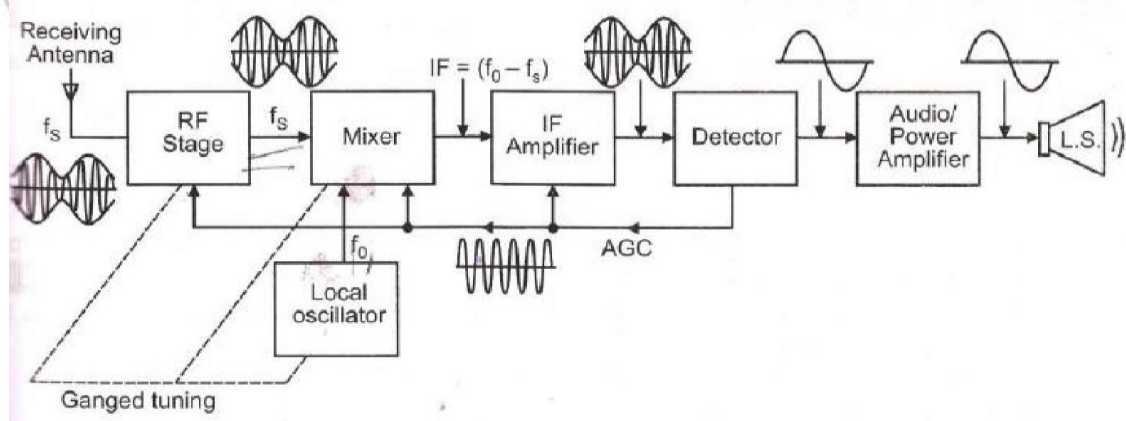 Receiving
Antenna
fS
RF
Stage
fS
Mixer
IF = (f0 – fs)
IF
Amplifier
Detector
Audio/
Power
Amplifier
L.S.
AGC
f0
Local
oscillator
Ganged tuning